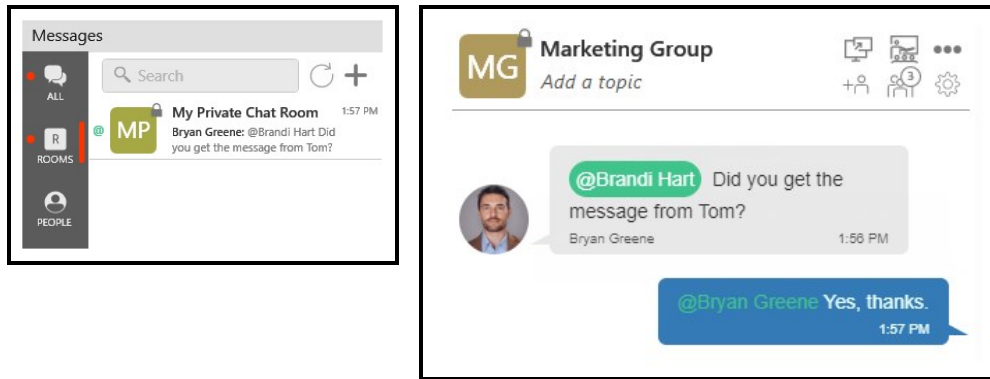 Messages
Search
ALL
My Private Chat Room 1:57 PM
@ MP
Bryan Greene: @Brandi Hart Did
you get the message from Tom?
R
ROOMS
PEOPLE
MG
Marketing Group
Add a topic
3
@Brandi Hart Did you get the
message from Tom?
Bryan Greene 1:56 PM
@Bryan Greene Yes, thanks.
1:57 PM